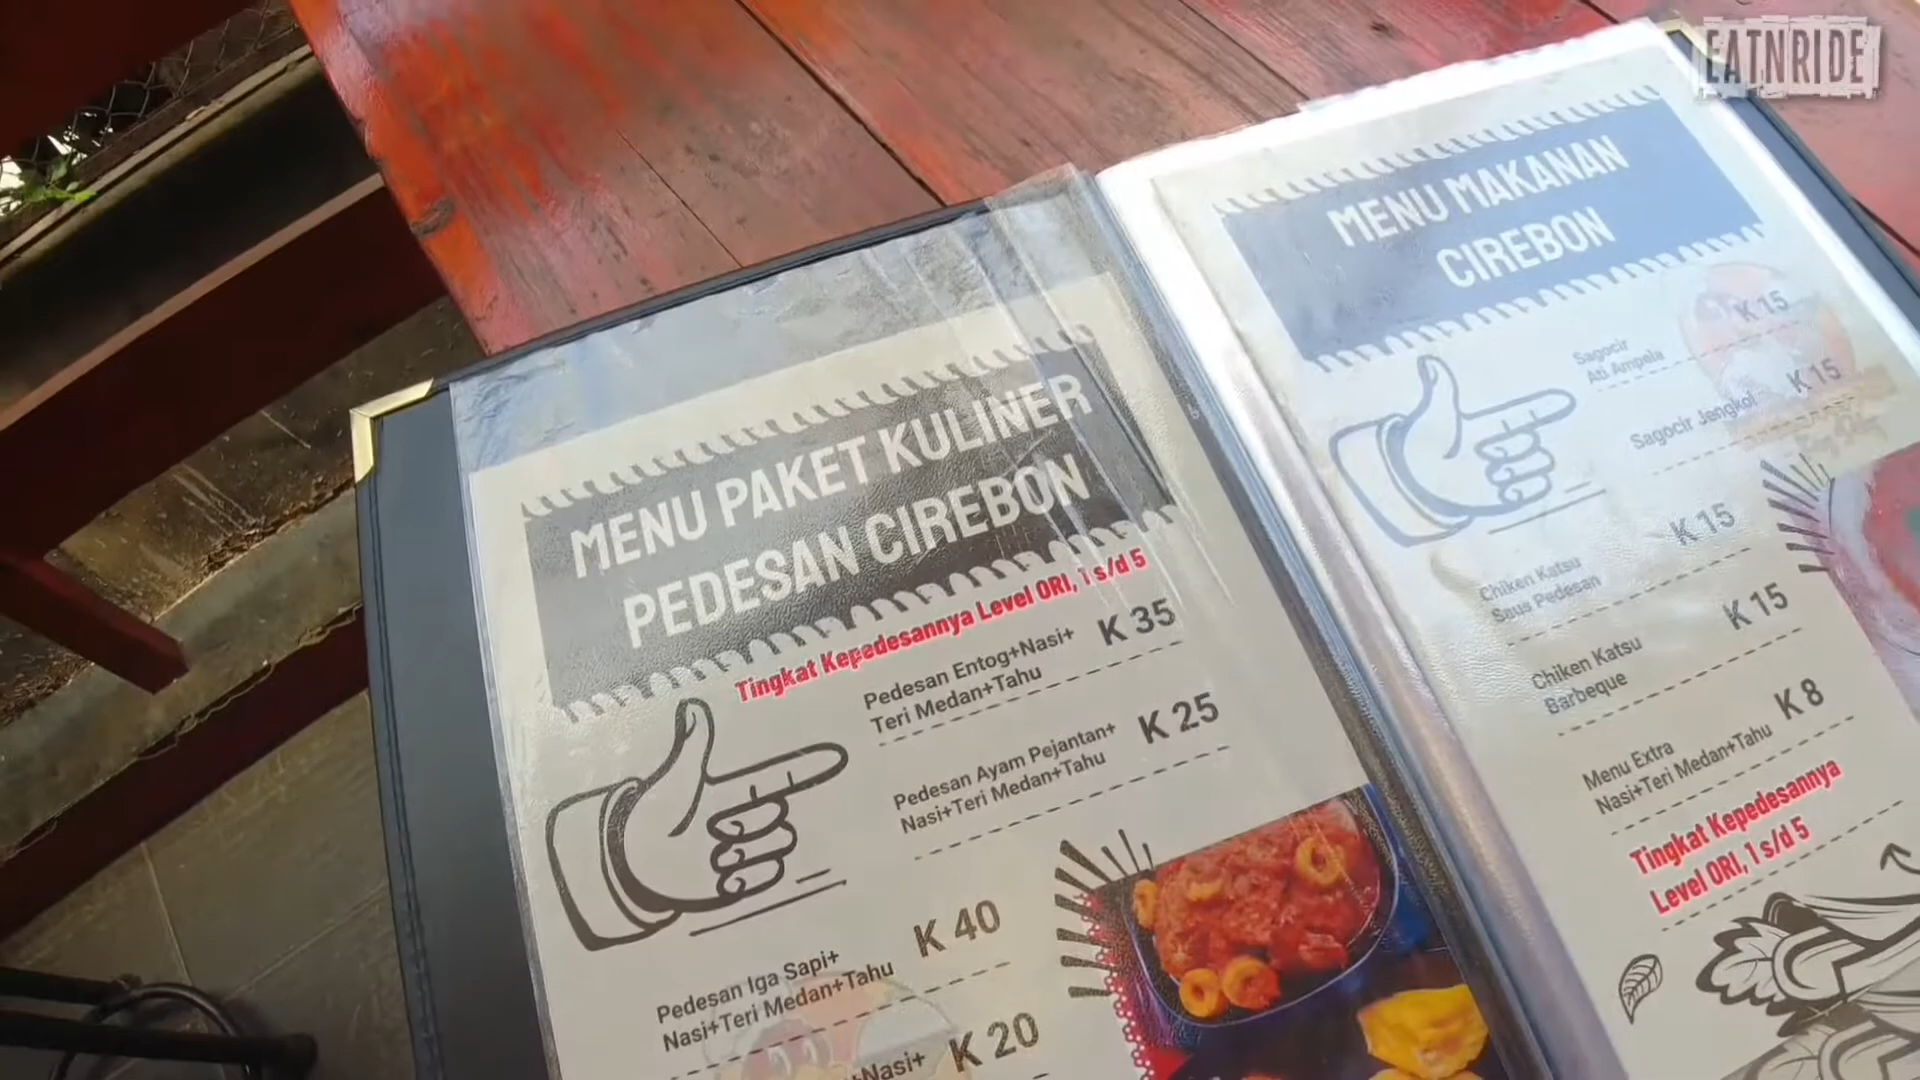 EATNRIDE
MENU PAKET KULINER
PEDESAN CIREBON
Tingkat Kepedesannya Level ORI, 1 s/d 5
Pedesan Entog+Nasi+
Teri Medan+Tahu
K 35
Pedesan Ayam Pejantan+
Nasi+Teri Medan+Tahu
K 25
Pedesan Iga Sapi+
Nasi+Teri Medan+Tahu
K 40
Nasi+
K 20
MENU MAKANAN
CIREBON
Sagocir
Ati Ampela
K 15
Sagocir Jengkol
K 15
Chiken Katsu
Saus Pedesan
K 15
Chiken Katsu
Barbeque
K 15
Menu Extra
Nasi+Teri Medan+Tahu
K 8
Tingkat Kepedesannya
Level ORI, 1 s/d 5